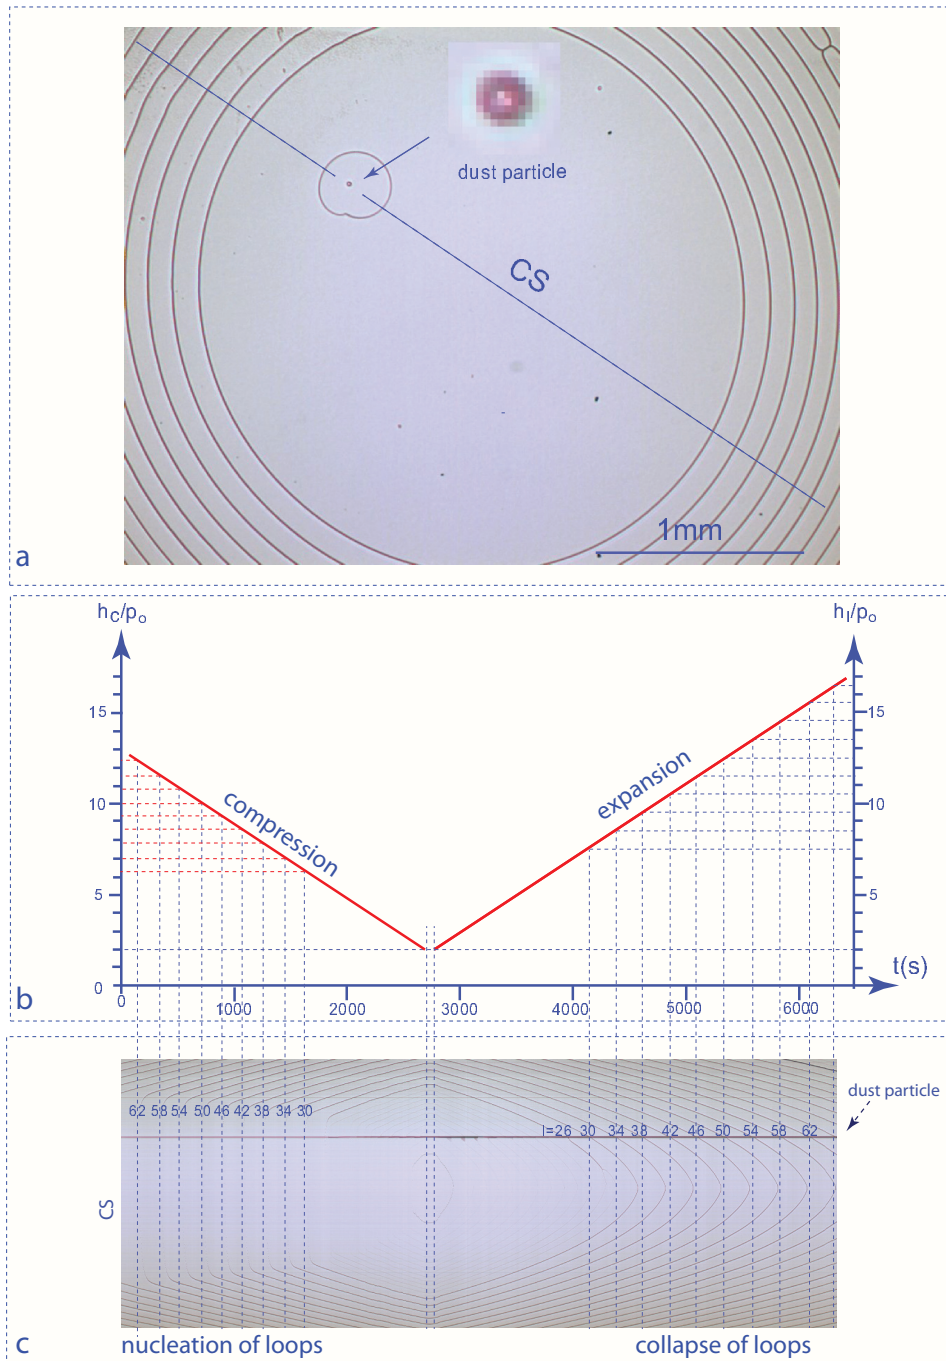 dust particle
CS
1mm
a
h_C/p_o
h_I/p_o
15
15
10
10
5
5
0
compression
expansion
t(s)
0
1000
2000
3000
4000
5000
6000
b
dust particle
62 58 54 50 46 42 38 34 30
l=26 30 34 38 42 46 50 54 58 62
CS
c
nucleation of loops
collapse of loops